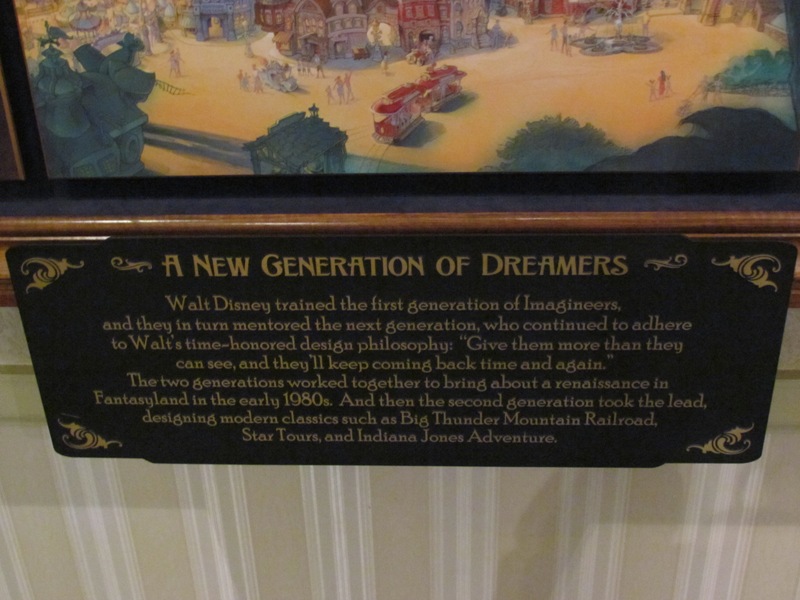 A New Generation of Dreamers
Walt Disney trained the first generation of Imagineers,
and they in turn mentored the next generation, who continued to adhere
to Walt's time-honored design philosophy: "Give them more than they
can see, and they'll keep coming back time and again."
The two generations worked together to bring about a renaissance in
Fantasyland in the early 1980s. And then the second generation took the lead,
designing modern classics such as Big Thunder Mountain Railroad,
Star Tours, and Indiana Jones Adventure.